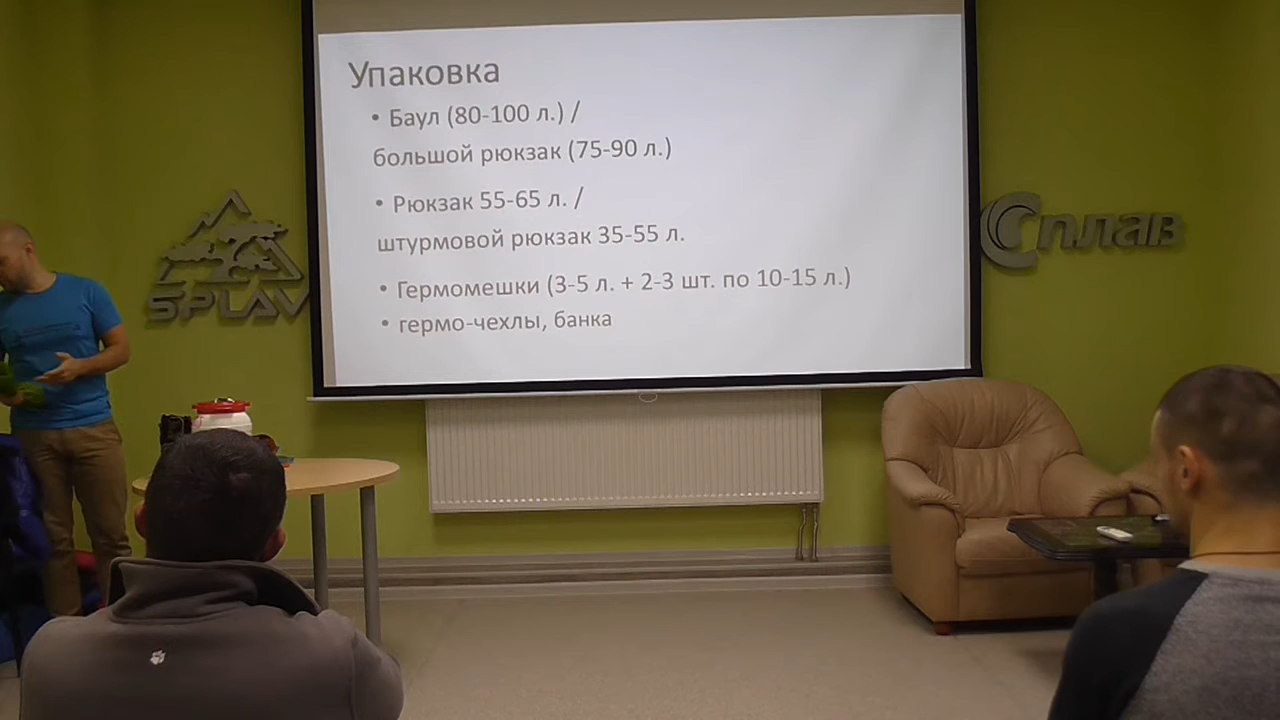 Упаковка
• Баул (80-100 л.) /
большой рюкзак (75-90 л.)
• Рюкзак 55-65 л. /
штурмовой рюкзак 35-55 л.
• Гермомешки (3-5 л. + 2-3 шт. по 10-15 л.)
• гермо-чехлы, банка
SPLAV
Сплав